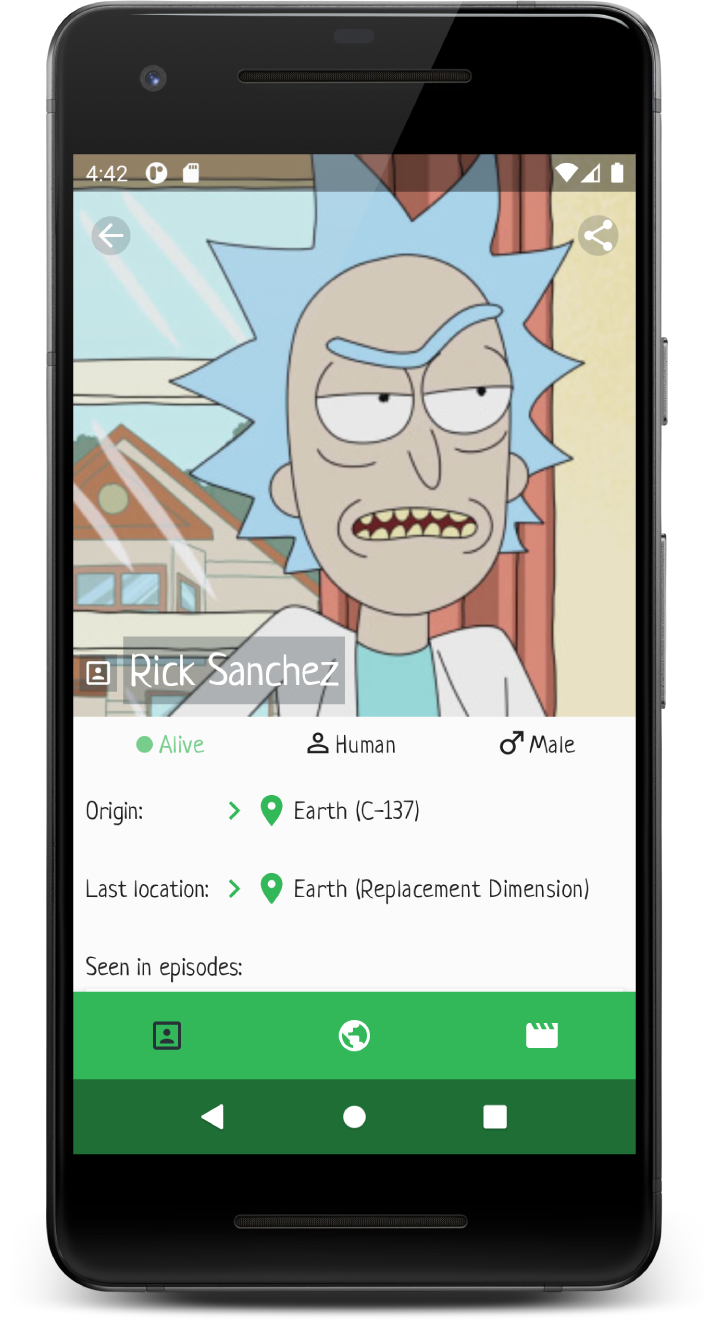 4:42
Rick Sanchez
Alive Human Male
Origin: Earth (C-137)
Last location: Earth (Replacement Dimension)
Seen in episodes: